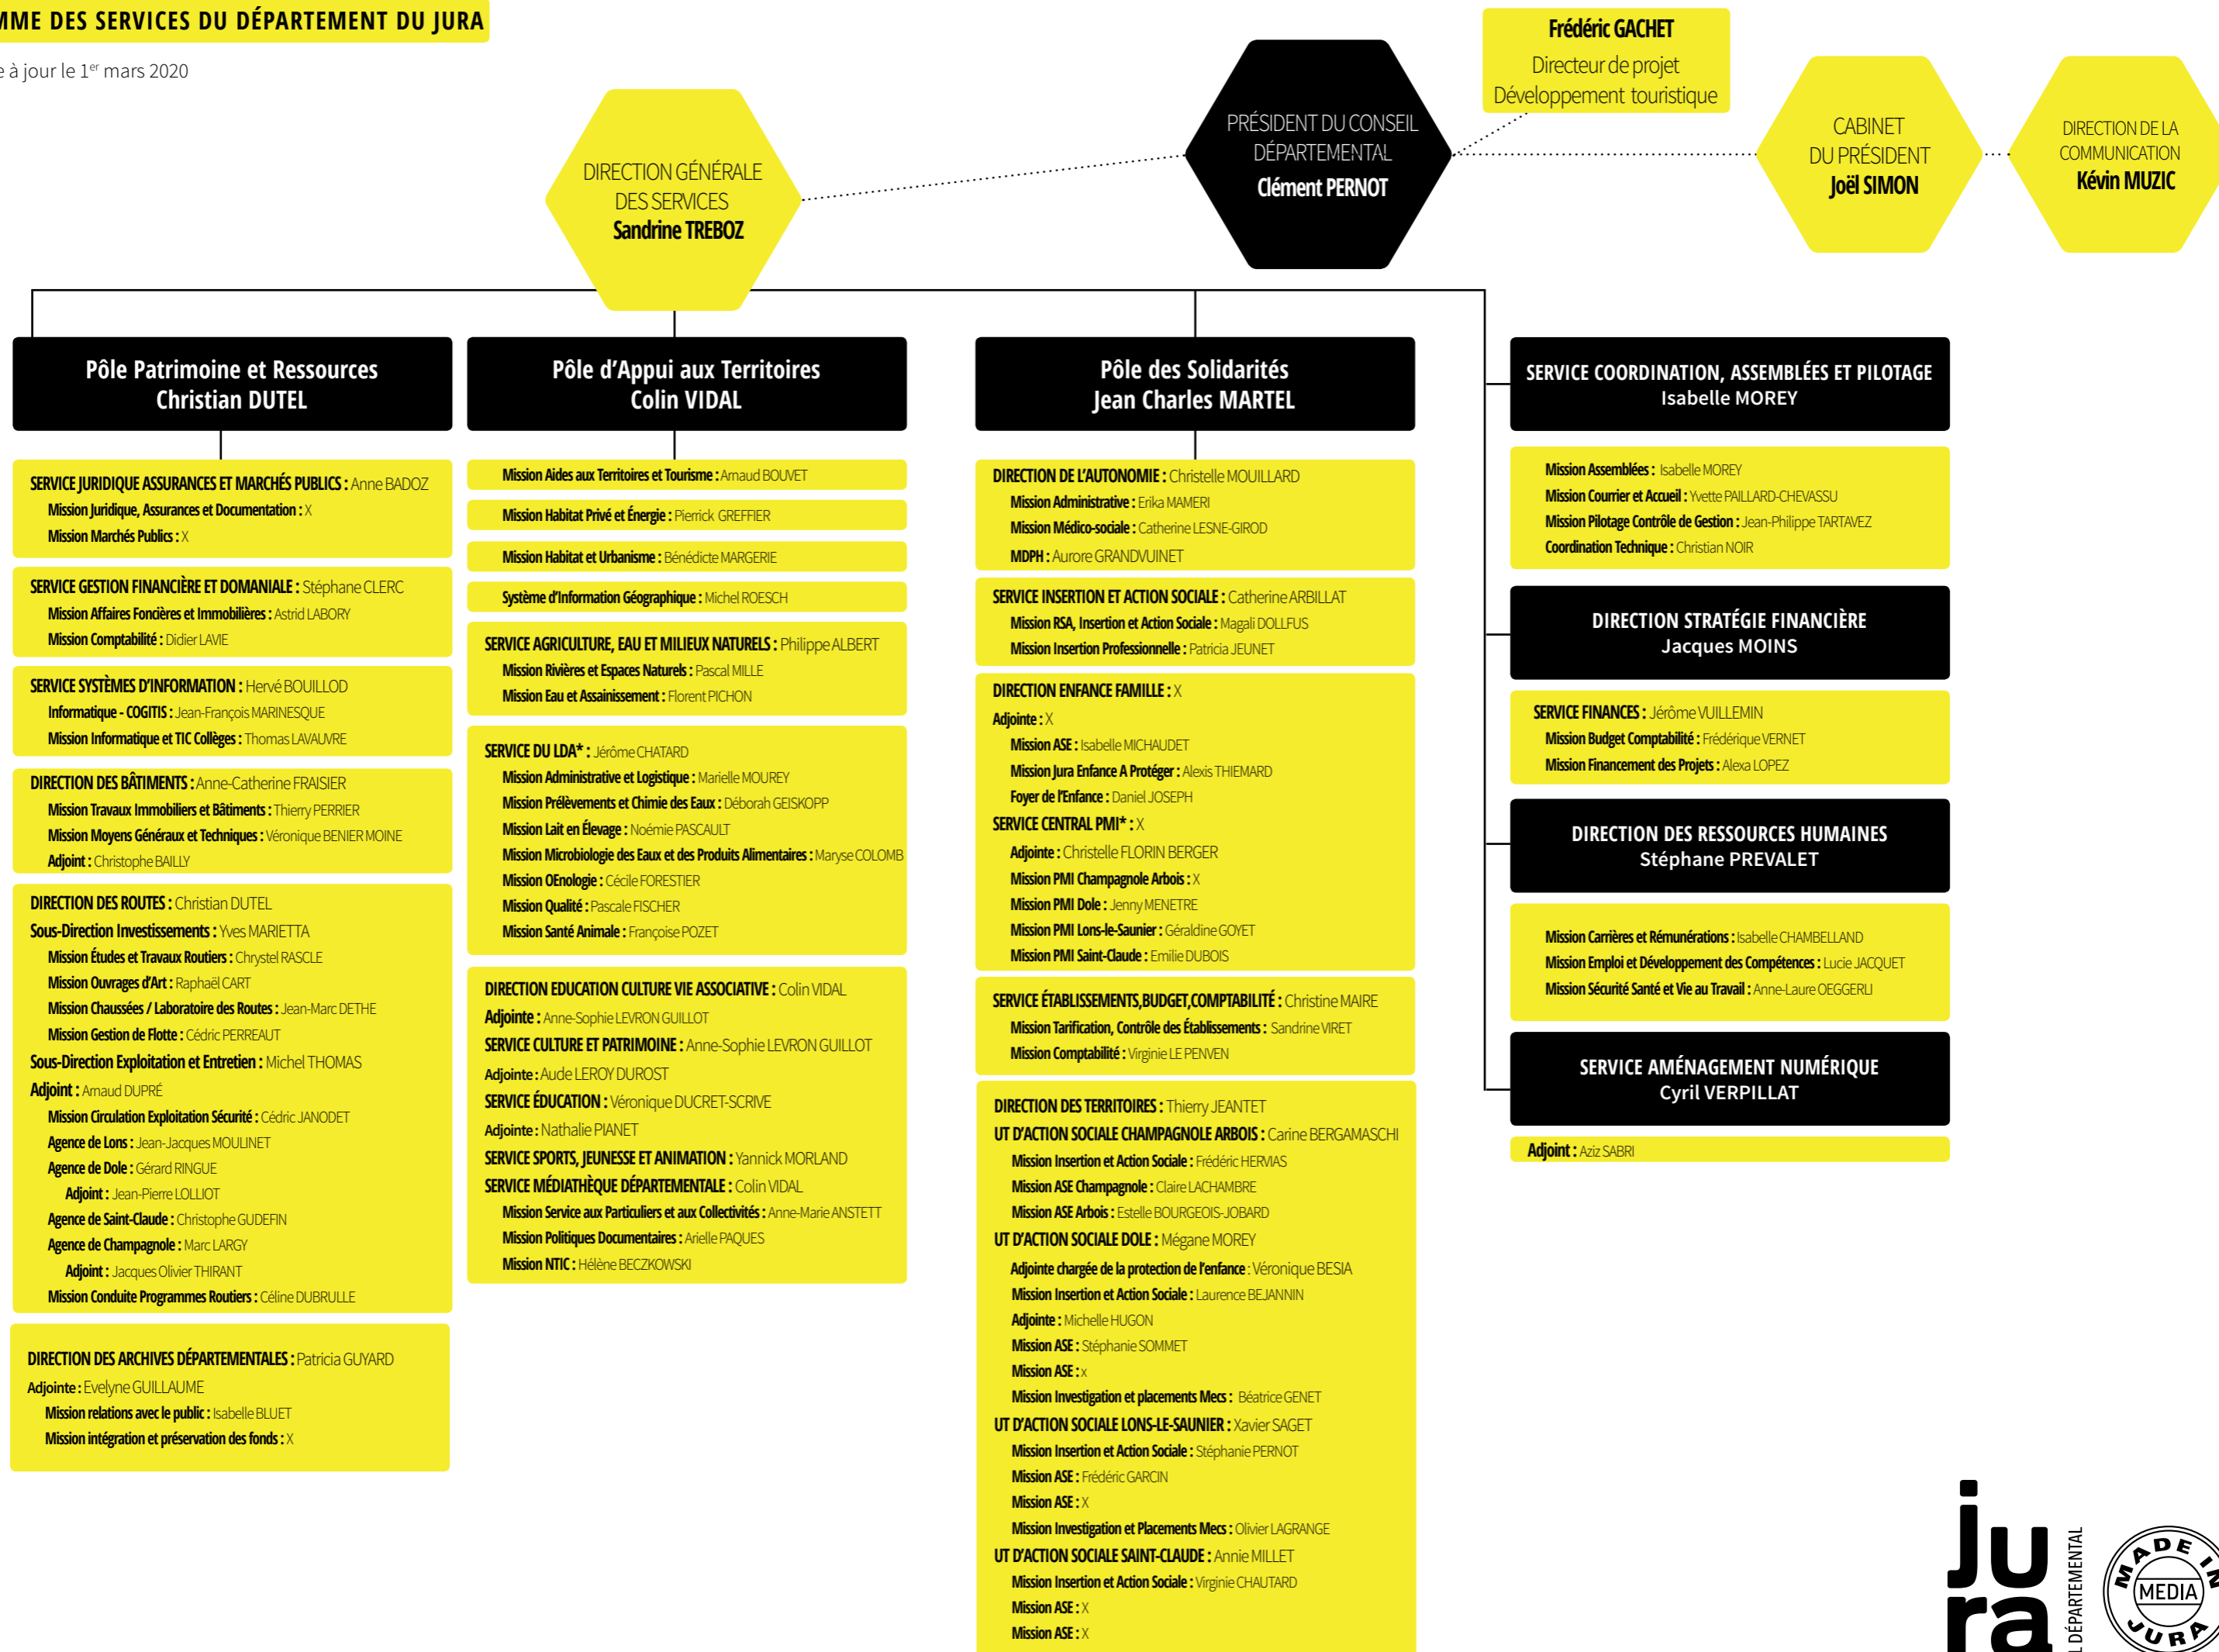 DES SERVICES DU DÉPARTEMENT DU JURA
à jour le 1er mars 2020
Frédéric GACHET
Directeur de projet
Développement touristique
PRÉSIDENT DU CONSEIL
DÉPARTEMENTAL
Clément PERNOT
CABINET
DU PRÉSIDENT
Joël SIMON
DIRECTION DE LA
COMMUNICATION
Kévin MUZIC
DIRECTION GÉNÉRALE
DES SERVICES
Sandrine TREBOZ
Pôle Patrimoine et Ressources
Christian DUTEL
SERVICE JURIDIQUE ASSURANCES ET MARCHÉS PUBLICS : Anne BADOZ
Mission Juridique, Assurances et Documentation : X
Mission Marchés Publics : X
SERVICE GESTION FINANCIÈRE ET DOMANIALE : Stéphane CLERC
Mission Affaires Foncières et Immobilières : Astrid LABORY
Mission Comptabilité : Didier LAVIE
SERVICE SYSTÈMES D'INFORMATION : Hervé BOUILLOD
Informatique - COGITIS : Jean-François MARINESQUE
Mission Informatique et TIC Collèges : Thomas LAVAUVRE
DIRECTION DES BÂTIMENTS : Anne-Catherine FRAISIER
Mission Travaux Immobiliers et Bâtiments : Thierry PERRIER
Mission Moyens Généraux et Techniques : Véronique BENIER MOINE
Adjoint : Christophe BAILLY
DIRECTION DES ROUTES : Christian DUTEL
Sous-Direction Investissements : Yves MARIETTA
Mission Études et Travaux Routiers : Chrystel RASCLE
Mission Ouvrages d'Art : Raphaël CART
Mission Chaussées / Laboratoire des Routes : Jean-Marc DETHE
Mission Gestion de Flotte : Cédric PERREAUT
Sous-Direction Exploitation et Entretien : Michel THOMAS
Adjoint : Arnaud DUPRÉ
Mission Circulation Exploitation Sécurité : Cédric JANODET
Agence de Lons : Jean-Jacques MOULINET
Agence de Dole : Gérard RINGUE
Adjoint : Jean-Pierre LOLLIOT
Agence de Saint-Claude : Christophe GUDEFIN
Agence de Champagnole : Marc LARGY
Adjoint : Jacques Olivier THIRANT
Mission Conduite Programmes Routiers : Céline DUBRULLE
DIRECTION DES ARCHIVES DÉPARTEMENTALES : Patricia GUYARD
Adjointe : Evelyne GUILLAUME
Mission relations avec le public : Isabelle BLUET
Mission intégration et préservation des fonds : X
Pôle d'Appui aux Territoires
Colin VIDAL
Mission Aides aux Territoires et Tourisme : Arnaud BOUVET
Mission Habitat Privé et Énergie : Pierrick GREFFIER
Mission Habitat et Urbanisme : Bénédicte MARGERIE
Système d'Information Géographique : Michel ROESCH
SERVICE AGRICULTURE, EAU ET MILIEUX NATURELS : Philippe ALBERT
Mission Rivières et Espaces Naturels : Pascal MILLE
Mission Eau et Assainissement : Florent PICHON
SERVICE DU LDA* : Jérôme CHATARD
Mission Administrative et Logistique : Marielle MOUREY
Mission Prélèvements et Chimie des Eaux : Déborah GEISKOPP
Mission Lait en Élevage : Noémie PASCAULT
Mission Microbiologie des Eaux et des Produits Alimentaires : Maryse COLOMB
Mission OEnologie : Cécile FORESTIER
Mission Qualité : Pascale FISCHER
Mission Santé Animale : Françoise POZET
DIRECTION EDUCATION CULTURE VIE ASSOCIATIVE : Colin VIDAL
Adjointe : Anne-Sophie LEVRON GUILLOT
SERVICE CULTURE ET PATRIMOINE : Anne-Sophie LEVRON GUILLOT
Adjointe : Aude LEROY DUROST
SERVICE ÉDUCATION : Véronique DUCRET-SCRIVE
Adjointe : Nathalie PIANET
SERVICE SPORTS, JEUNESSE ET ANIMATION : Yannick MORLAND
SERVICE MÉDIATHÈQUE DÉPARTEMENTALE : Colin VIDAL
Mission Service aux Particuliers et aux Collectivités : Anne-Marie ANSTETT
Mission Politiques Documentaires : Arielle PAQUES
Mission NTIC : Hélène BECZKOWSKI
Pôle des Solidarités
Jean Charles MARTEL
DIRECTION DE L'AUTONOMIE : Christelle MOUILLARD
Mission Administrative : Erika MAMERI
Mission Médico-sociale : Catherine LESNE-GIROD
MDPH : Aurore GRANDVUINET
SERVICE INSERTION ET ACTION SOCIALE : Catherine ARBILLAT
Mission RSA, Insertion et Action Sociale : Magali DOLLFUS
Mission Insertion Professionnelle : Patricia JEUNET
DIRECTION ENFANCE FAMILLE : X
Adjointe : X
Mission ASE : Isabelle MICHAUDET
Mission Jura Enfance A Protéger : Alexis THIEMARD
Foyer de l'Enfance : Daniel JOSEPH
SERVICE CENTRAL PMI* : X
Adjointe : Christelle FLORIN BERGER
Mission PMI Champagnole Arbois : X
Mission PMI Dole : Jenny MENETRE
Mission PMI Lons-le-Saunier : Géraldine GOYET
Mission PMI Saint-Claude : Emilie DUBOIS
SERVICE ÉTABLISSEMENTS,BUDGET,COMPTABILITÉ : Christine MAIRE
Mission Tarification, Contrôle des Établissements : Sandrine VIRET
Mission Comptabilité : Virginie LE PENVEN
DIRECTION DES TERRITOIRES : Thierry JEANTET
UT D'ACTION SOCIALE CHAMPAGNOLE ARBOIS : Carine BERGAMASCHI
Mission Insertion et Action Sociale : Frédéric HERVIAS
Mission ASE Champagnole : Claire LACHAMBRE
Mission ASE Arbois : Estelle BOURGEOIS-JOBARD
UT D'ACTION SOCIALE DOLE : Mégane MOREY
Adjointe chargée de la protection de l'enfance : Véronique BESIA
Mission Insertion et Action Sociale : Laurence BEJANNIN
Adjointe : Michelle HUGON
Mission ASE : Stéphanie SOMMET
Mission ASE : x
Mission Investigation et placements Mecs : Béatrice GENET
UT D'ACTION SOCIALE LONS-LE-SAUNIER : Xavier SAGET
Mission Insertion et Action Sociale : Stéphanie PERNOT
Mission ASE : Frédéric GARCIN
Mission ASE : X
Mission Investigation et Placements Mecs : Olivier LAGRANGE
UT D'ACTION SOCIALE SAINT-CLAUDE : Annie MILLET
Mission Insertion et Action Sociale : Virginie CHAUTARD
Mission ASE : X
Mission ASE : X
SERVICE COORDINATION, ASSEMBLÉES ET PILOTAGE
Isabelle MOREY
Mission Assemblées : Isabelle MOREY
Mission Courrier et Accueil : Yvette PAILLARD-CHEVASSU
Mission Pilotage Contrôle de Gestion : Jean-Philippe TARTAVEZ
Coordination Technique : Christian NOIR
DIRECTION STRATÉGIE FINANCIÈRE
Jacques MOINS
SERVICE FINANCES : Jérôme VUILLEMIN
Mission Budget Comptabilité : Frédérique VERNET
Mission Financement des Projets : Alexa LOPEZ
DIRECTION DES RESSOURCES HUMAINES
Stéphane PREVALET
Mission Carrières et Rémunérations : Isabelle CHAMBELLAND
Mission Emploi et Développement des Compétences : Lucie JACQUET
Mission Sécurité Santé et Vie au Travail : Anne-Laure OEGGERLI
SERVICE AMÉNAGEMENT NUMÉRIQUE
Cyril VERPILLAT
Adjoint : Aziz SABRI
ju
ra
DÉPARTEMENTAL
MADE IN
MEDIA
JURA